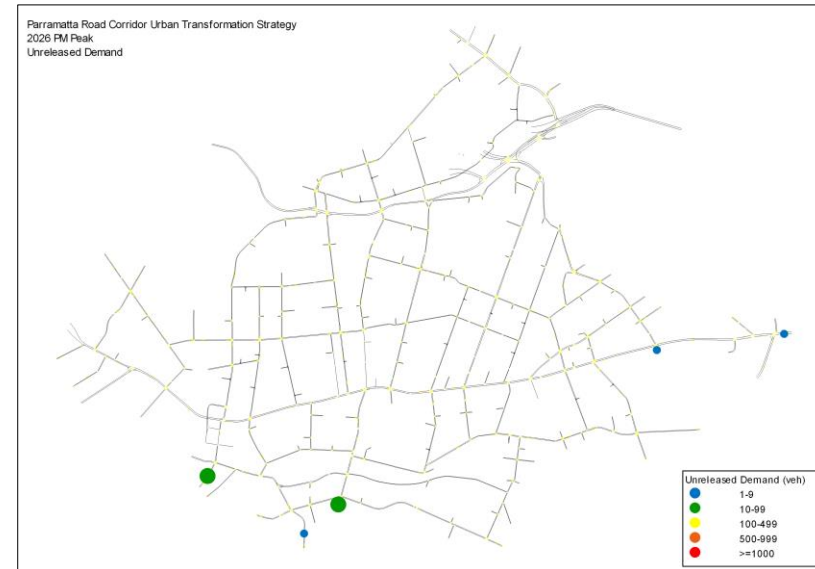 Parramatta Road Corridor Urban Transformation Strategy
2026 PM Peak
Unreleased Demand
Unreleased Demand (veh)
1-9
10-99
100-499
500-999
>=1000